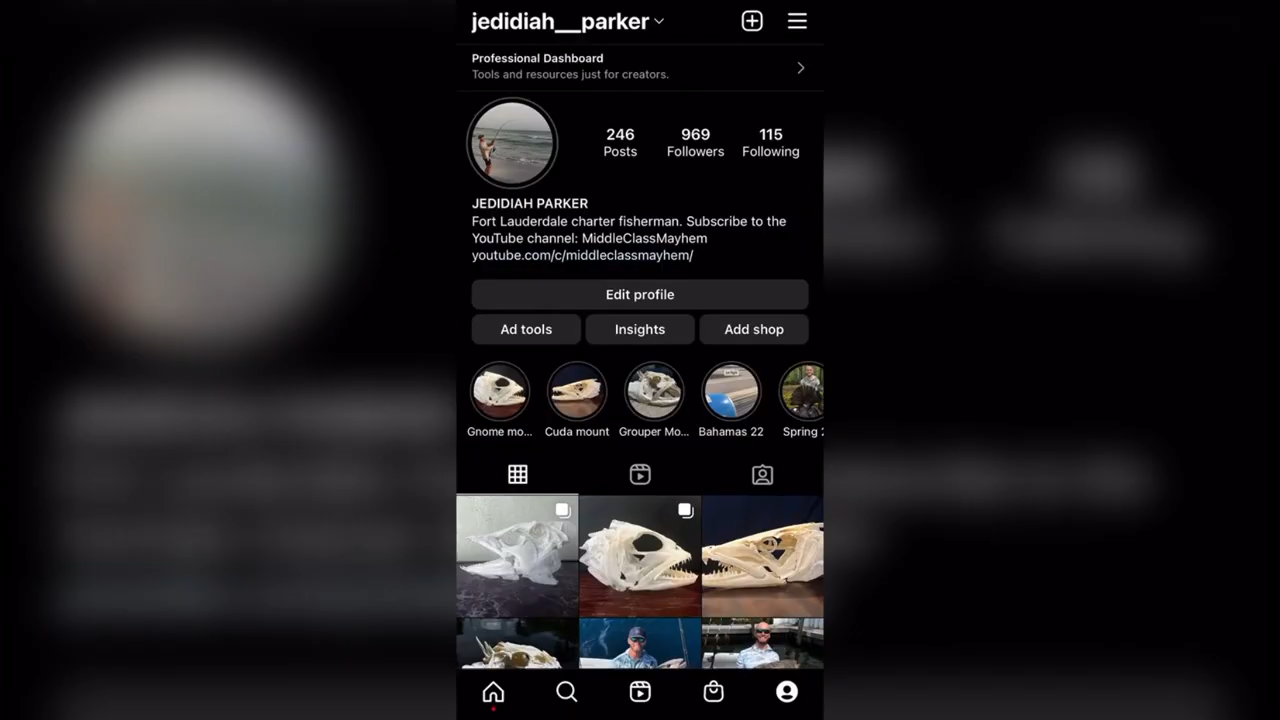 jedidiah__parker
Professional Dashboard
Tools and resources just for creators.
246
Posts
969
Followers
115
Following
JEDIDIAH PARKER
Fort Lauderdale charter fisherman. Subscribe to the
YouTube channel: MiddleClassMayhem
youtube.com/c/middleclassmayhem/
Edit profile
Ad tools
Insights
Add shop
Gnome mo...
Cuda mount
Grouper Mo...
Bahamas 22
Spring